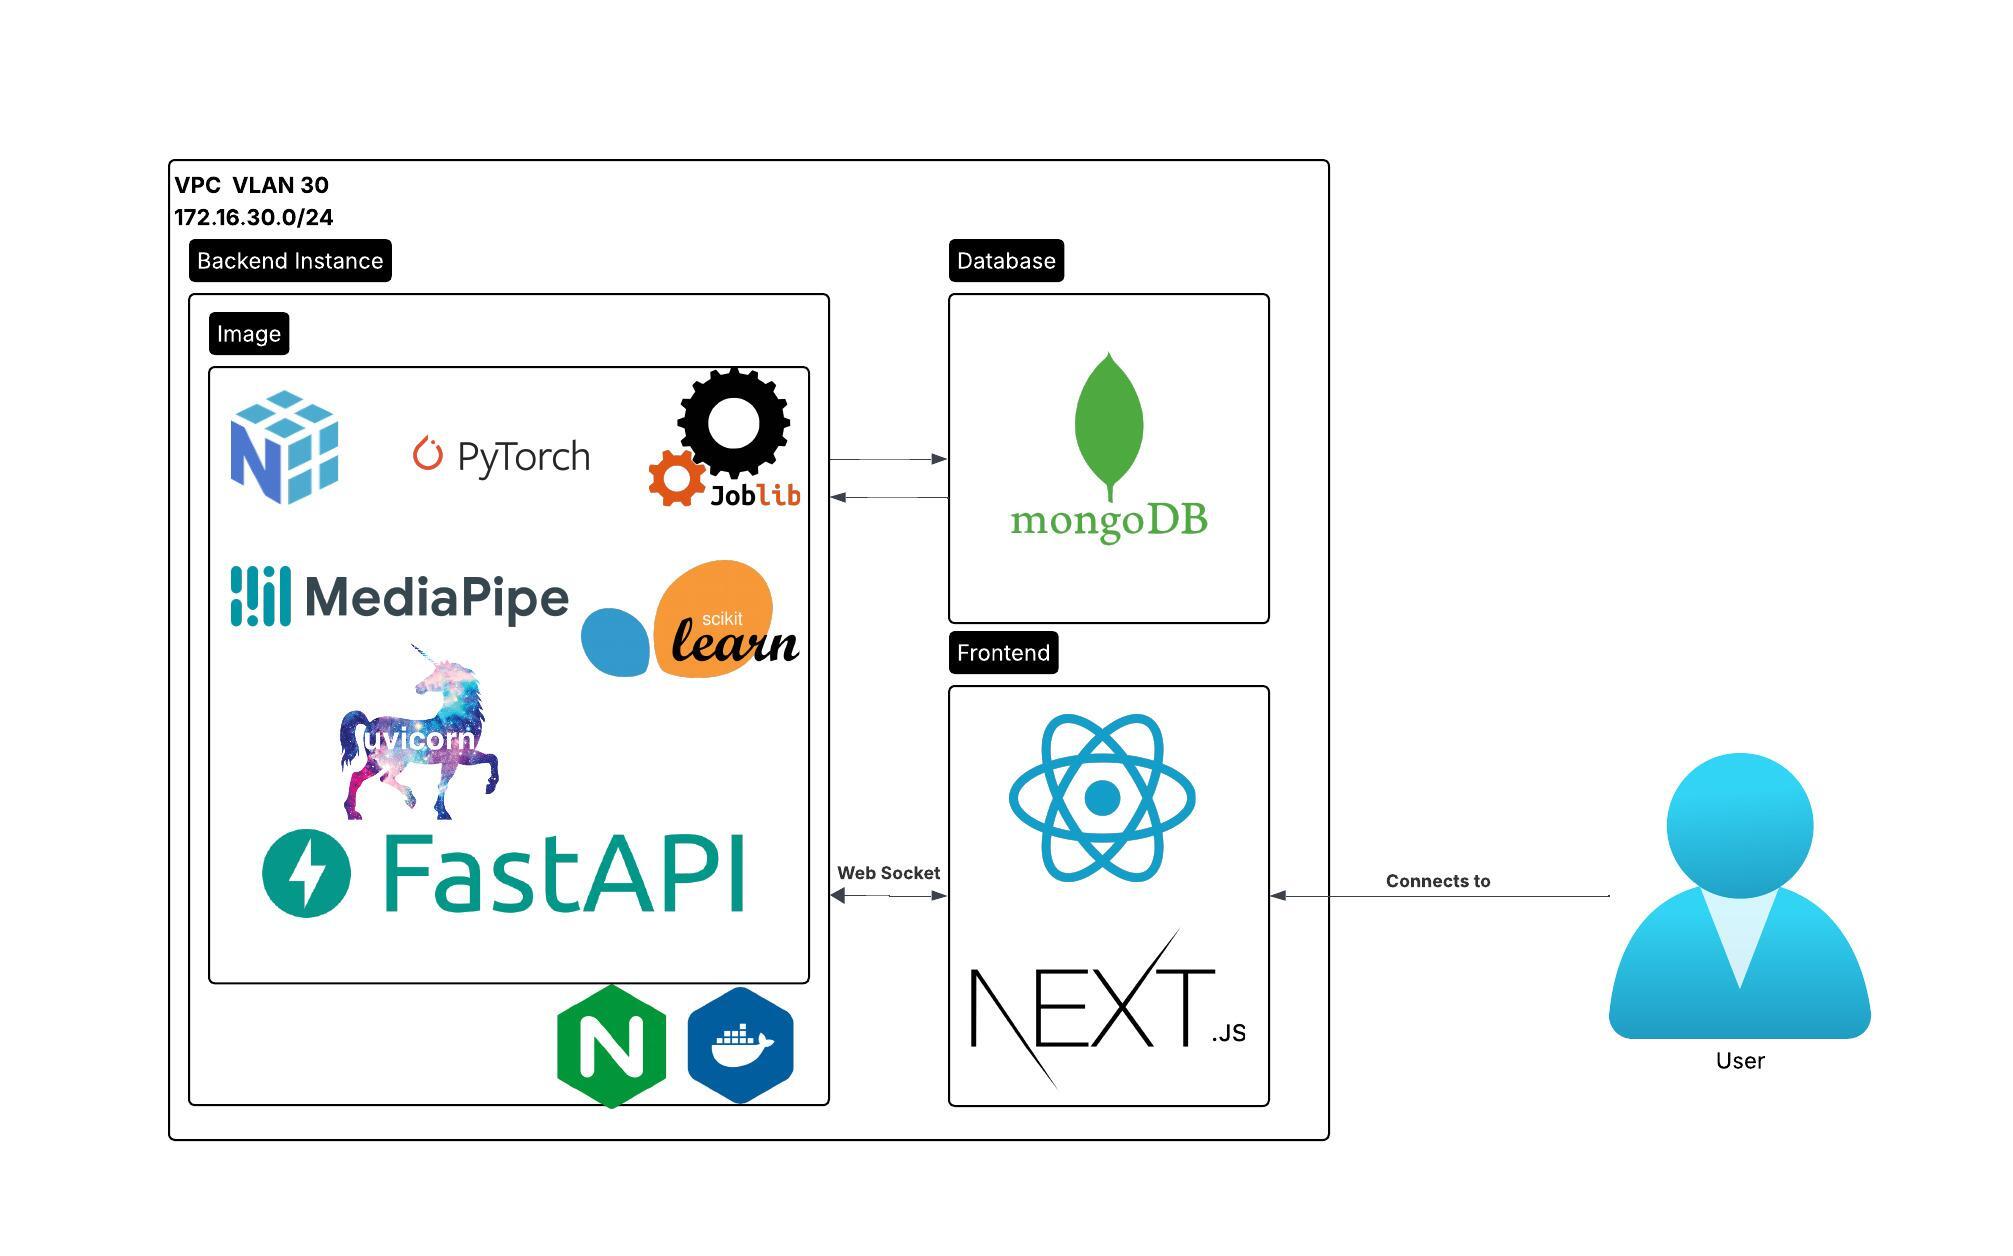 VPC VLAN 30
172.16.30.0/24
Backend Instance
Image
N
PyTorch
Joblib
MediaPipe
scikit
learn
uvicorn
FastAPI
N
Database
mongoDB
Frontend
NEXT.JS
Web Socket
Connects to
User